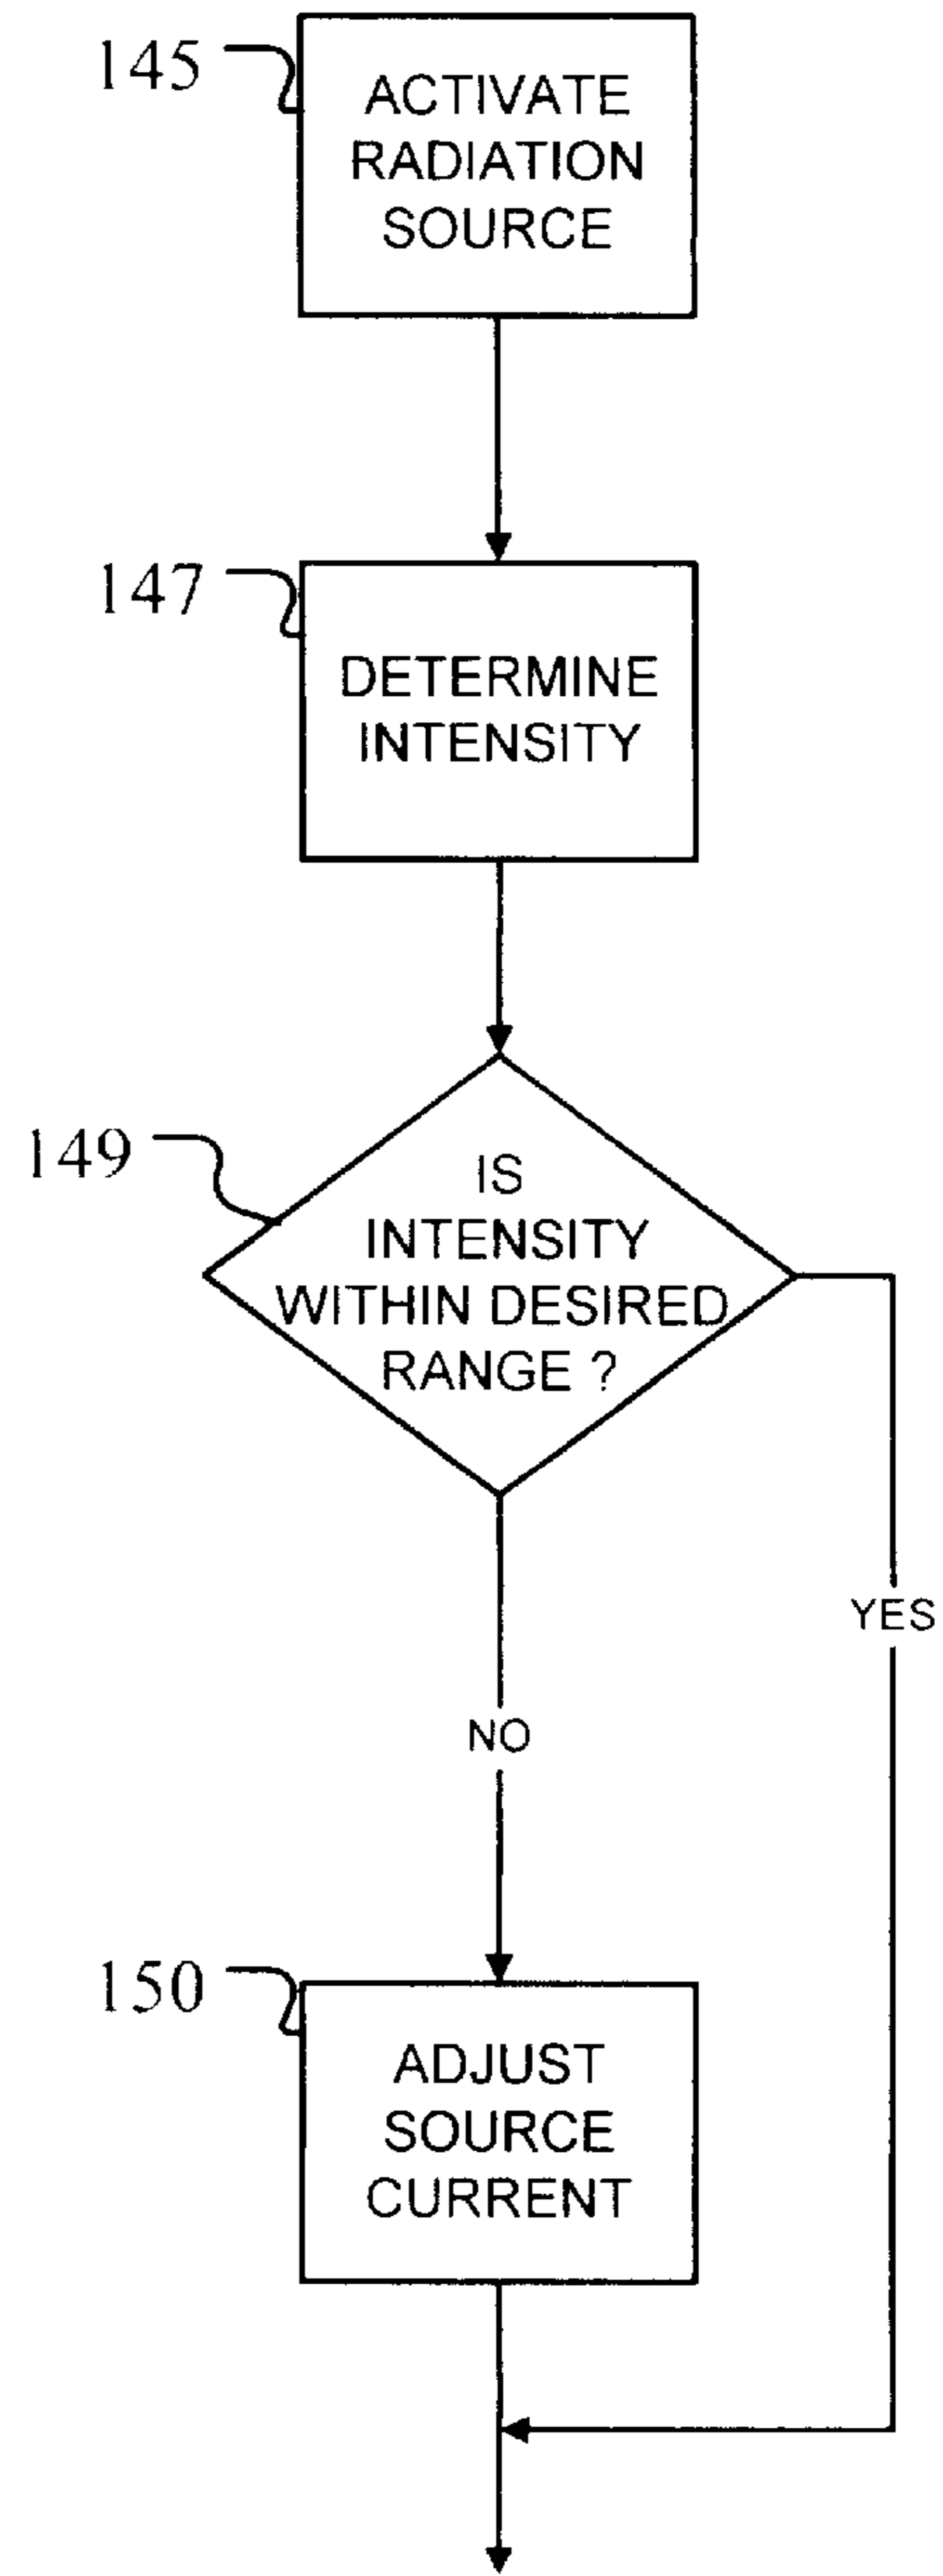 145
ACTIVATE
RADIATION
SOURCE
147
DETERMINE
INTENSITY
149
IS
INTENSITY
WITHIN DESIRED
RANGE ?
YES
NO
150
ADJUST
SOURCE
CURRENT